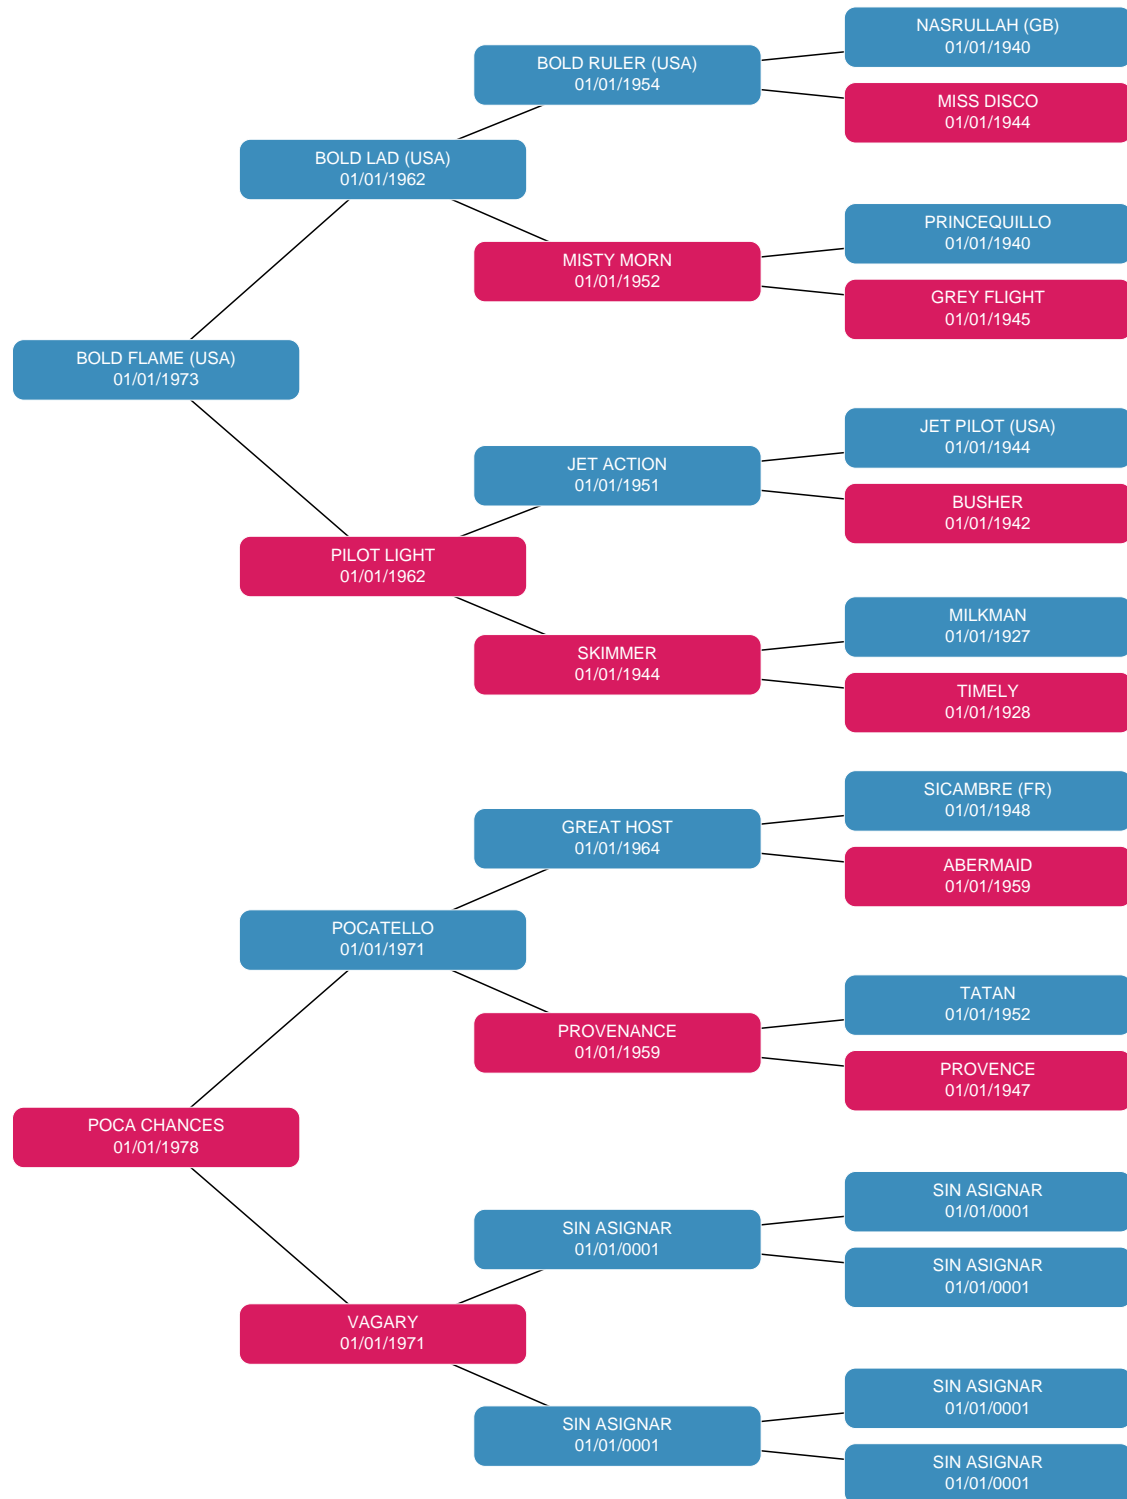 NASRULLAH (GB)
01/01/1940
BOLD RULER (USA)
01/01/1954
MISS DISCO
01/01/1944
BOLD LAD (USA)
01/01/1962
PRINCEQUILLO
01/01/1940
MISTY MORN
01/01/1952
GREY FLIGHT
01/01/1945
BOLD FLAME (USA)
01/01/1973
JET PILOT (USA)
01/01/1944
JET ACTION
01/01/1951
BUSHER
01/01/1942
PILOT LIGHT
01/01/1962
MILKMAN
01/01/1927
SKIMMER
01/01/1944
TIMELY
01/01/1928
SICAMBRE (FR)
01/01/1948
GREAT HOST
01/01/1964
ABERMAID
01/01/1959
POCATELLO
01/01/1971
TATAN
01/01/1952
PROVENANCE
01/01/1959
PROVENCE
01/01/1947
POCA CHANCES
01/01/1978
SIN ASIGNAR
01/01/0001
SIN ASIGNAR
01/01/0001
SIN ASIGNAR
01/01/0001
VAGARY
01/01/1971
SIN ASIGNAR
01/01/0001
SIN ASIGNAR
01/01/0001
SIN ASIGNAR
01/01/0001